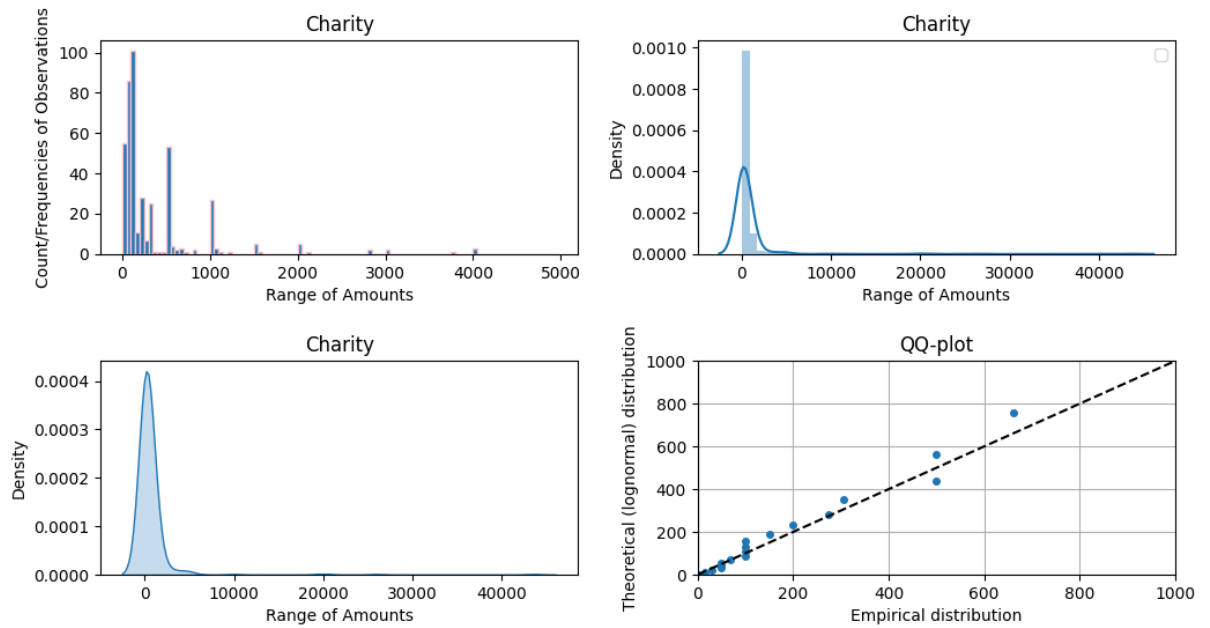 Charity
Count/Frequencies of Observations
100
80
60
40
20
0
0 1000 2000 3000 4000 5000
Range of Amounts
Charity
Density
0.0010
0.0008
0.0006
0.0004
0.0002
0.0000
0 10000 20000 30000 40000
Range of Amounts
Charity
Density
0.0004
0.0003
0.0002
0.0001
0.0000
0 10000 20000 30000 40000
Range of Amounts
QQ-plot
Theoretical (lognormal) distribution
1000
800
600
400
200
0
0 200 400 600 800 1000
Empirical distribution